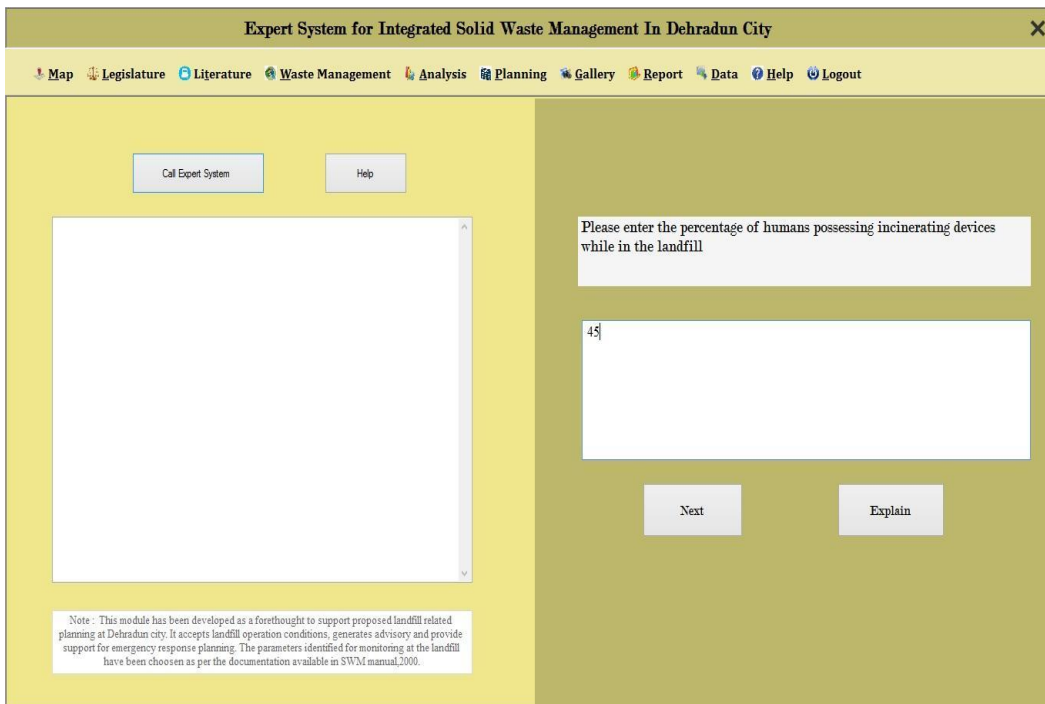 Expert System for Integrated Solid Waste Management In Dehradun City
Map Legislature Literature Waste Management Analysis Planning Gallery Report Data Help Logout
Call Expert System Help
Please enter the percentage of humans possessing incinerating devices
while in the landfill
45
Next Explain
Note : This module has been developed as a forethought to support proposed landfill related
planning at Dehradun city. It accepts landfill operation conditions, generates advisory and provide
support for emergency response planning. The parameters identified for monitoring at the landfill
have been choosen as per the documentation available in SWM manual,2000.